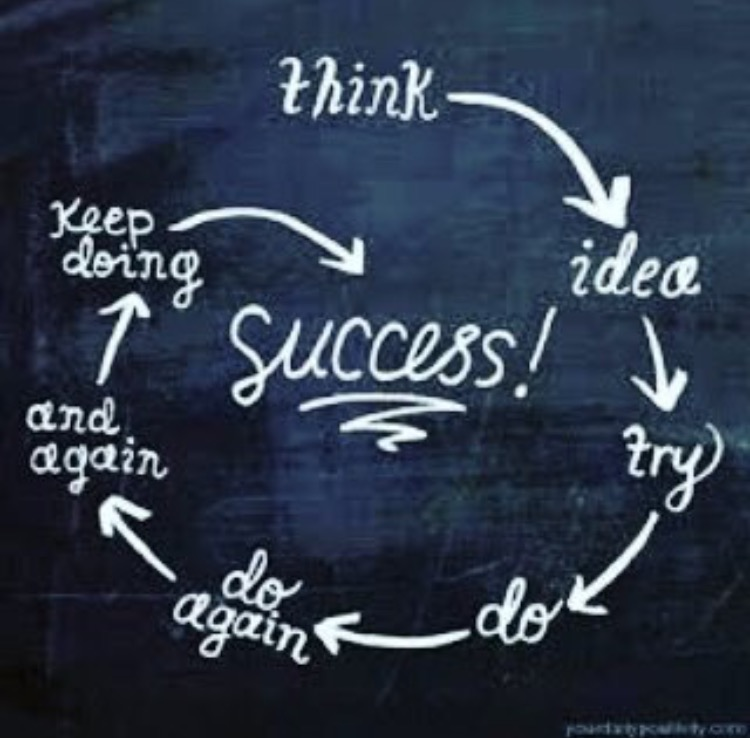 think
idea
try
do
do
again
and
again
keep
doing
success!